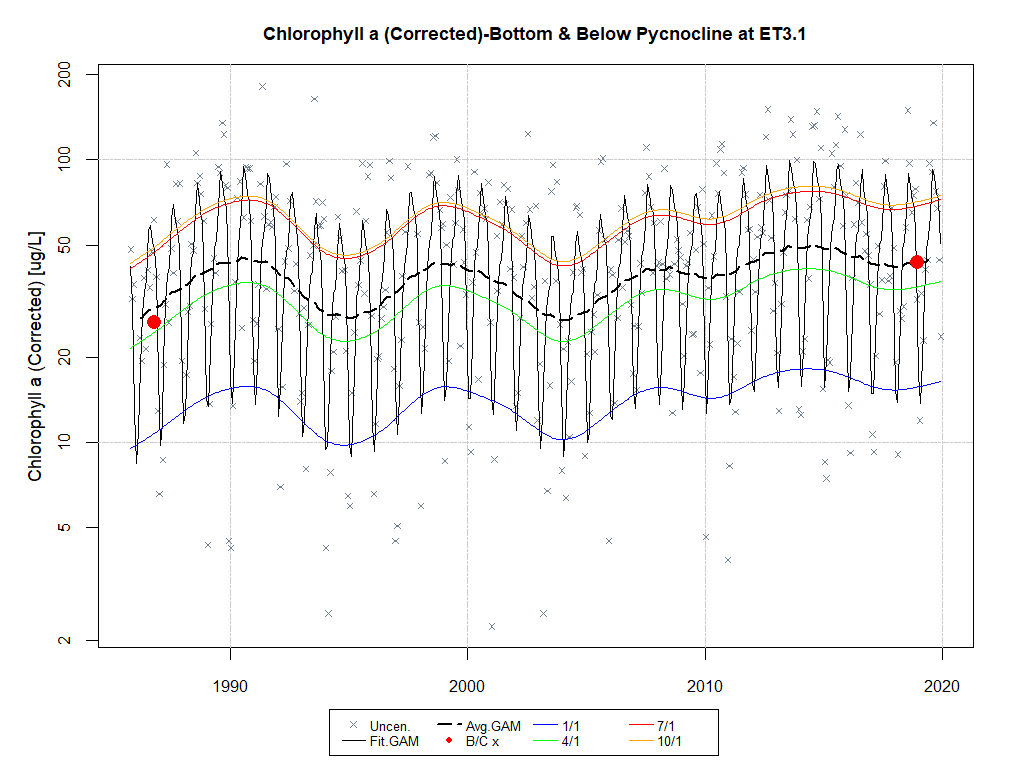 Chlorophyll a (Corrected)-Bottom & Below Pycnocline at ET3.1
Chlorophyll a (Corrected) [ug/L]
200
100
50
20
10
5
2
1990 2000 2010 2020
Uncen. Avg.GAM 1/1 7/1
Fit.GAM B/C x 4/1 10/1